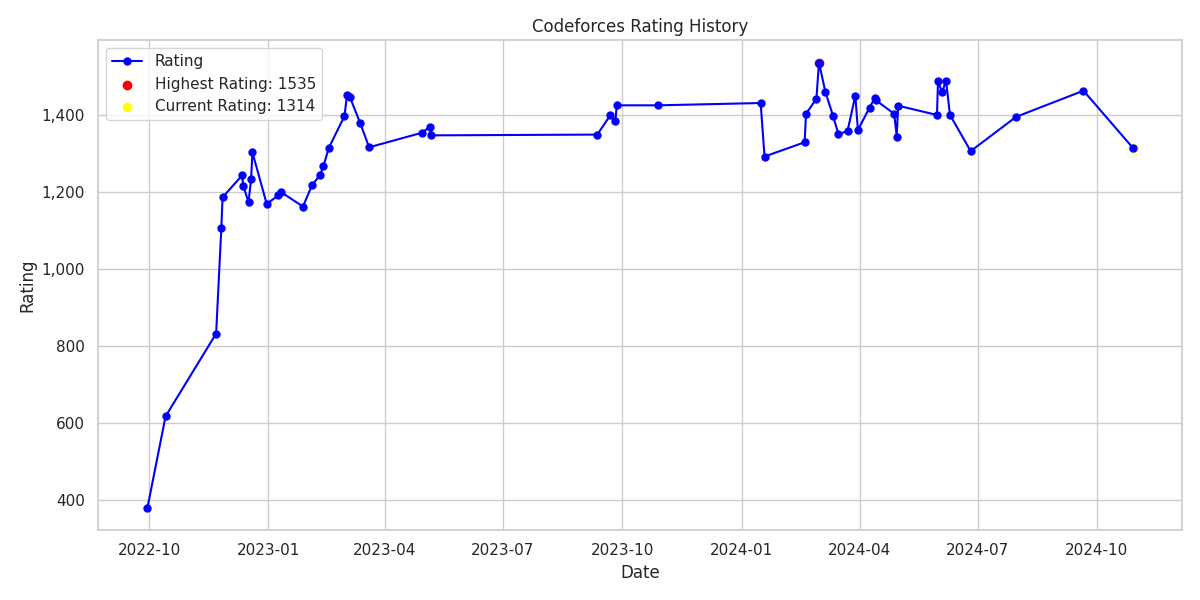 Codeforces Rating History
Rating
Highest Rating: 1535
Current Rating: 1314
Rating
1,400
1,200
1,000
800
600
400
2022-10 2023-01 2023-04 2023-07 2023-10 2024-01 2024-04 2024-07 2024-10
Date